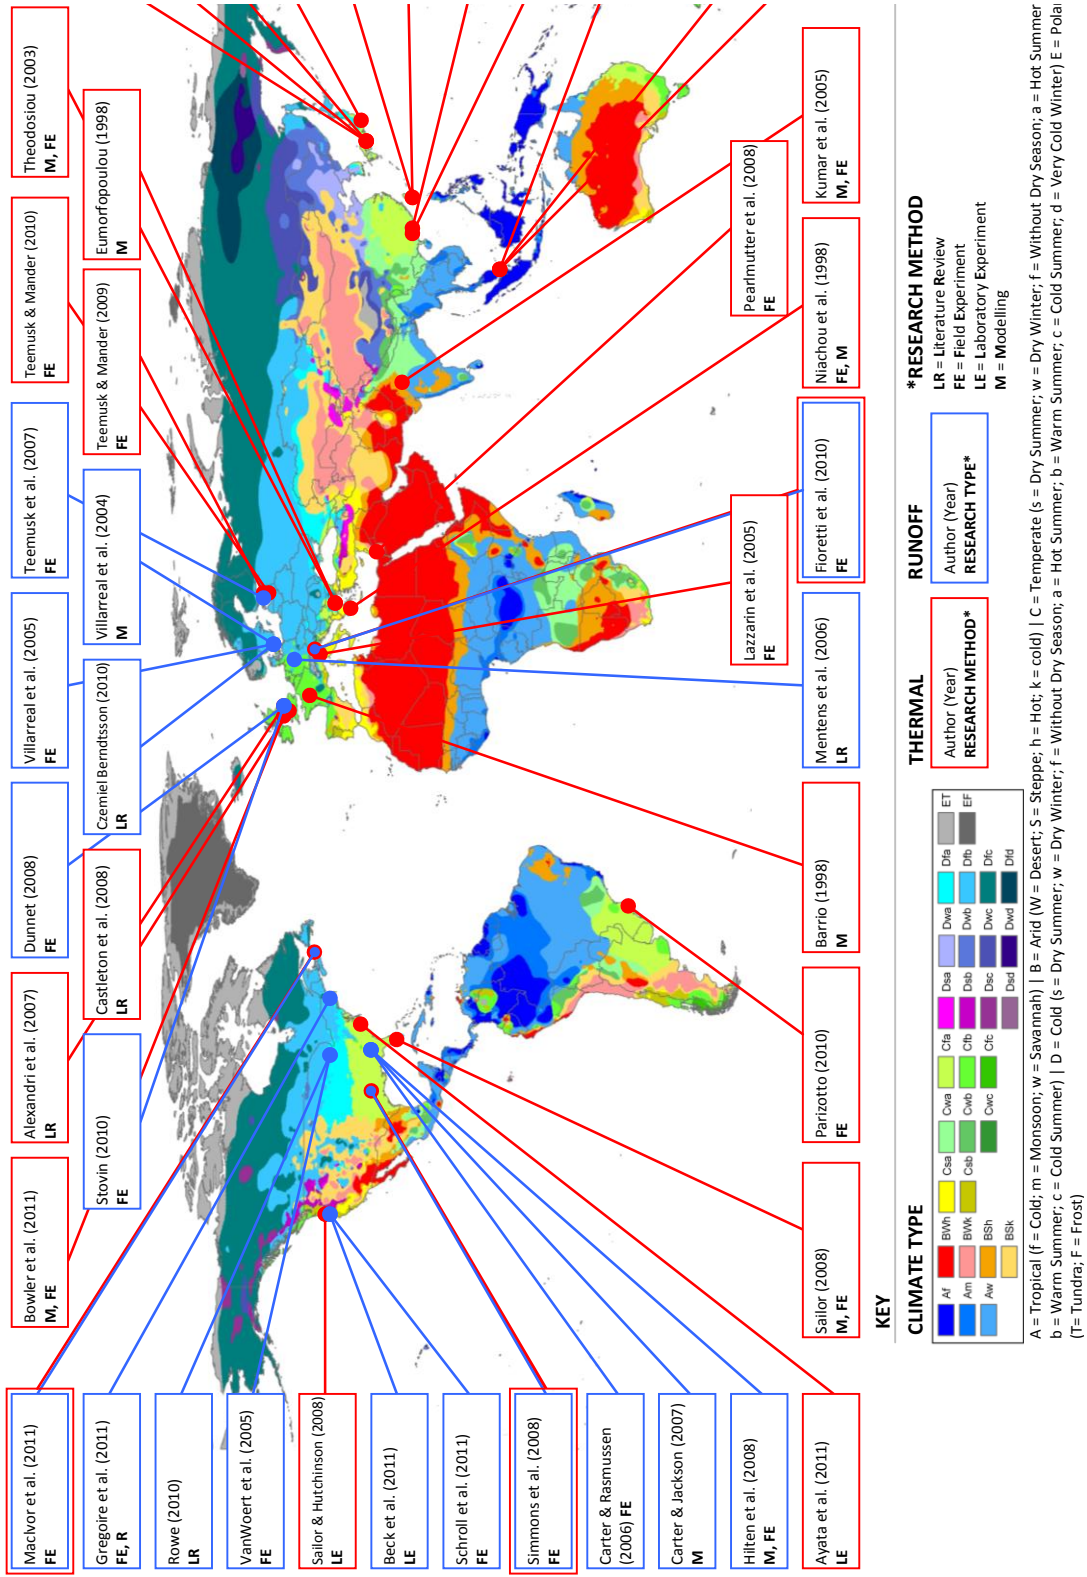 MacIvor et al. (2011)
FE
Gregoire et al. (2011)
FE, R
Rowe (2010)
LR
VanWoert et al. (2005)
FE
Sailor & Hutchinson (2008)
LE
Beck et al. (2011)
LE
Schroll et al. (2011)
FE
Simmons et al. (2008)
FE
Carter & Rasmussen
(2006) FE
Carter & Jackson (2007)
M
Hilten et al. (2008)
M, FE
Ayata et al. (2011)
LE
Bowler et al. (2011)
M, FE
Alexandri et al. (2007)
LR
Dunnet (2008)
FE
Villarreal et al. (2005)
FE
Teemusk et al. (2007)
FE
Teemusk & Mander (2010)
FE
Theodosiou (2003)
M, FE
Stovin (2010)
FE
Castleton et al. (2008)
LR
Czemiel Berndtsson (2010)
LR
Villarreal et al. (2004)
M
Teemusk & Mander (2009)
FE
Eumorfopoulou (1998)
M
Lazzarin et al. (2005)
FE
Pearlmutter et al. (2008)
FE
Sailor (2008)
M, FE
Parizotto (2010)
FE
Barrio (1998)
M
Mentens et al. (2006)
LR
Fioretti et al. (2010)
FE
Niachou et al. (1998)
FE, M
Kumar et al. (2005)
M, FE
KEY
CLIMATE TYPE
THERMAL
RUNOFF
*RESEARCH METHOD
Af BWh Csa Cwa Cfa Dsa Dwa Dfa ET
Am BWk Csb Cwb Cfb Dsb Dwb Dfb EF
Aw BSh Cwc Cfc Dsc Dwc Dfc
BSk Dsd Dwd Dfd
Author (Year)
RESEARCH METHOD*
Author (Year)
RESEARCH TYPE*
LR = Literature Review
FE = Field Experiment
LE = Laboratory Experiment
M = Modelling
A = Tropical (f = Cold; m = Monsoon; w = Savannah) | B = Arid (W = Desert; S = Steppe; h = Hot; k = cold) | C = Temperate (s = Dry Summer; w = Dry Winter; f = Without Dry Season; a = Hot Summer
b = Warm Summer; c = Cold Summer) | D = Cold (s = Dry Summer; w = Dry Winter; f = Without Dry Season; a = Hot Summer; b = Warm Summer; c = Cold Summer; d = Very Cold Winter) E = Polar
(T= Tundra; F = Frost)